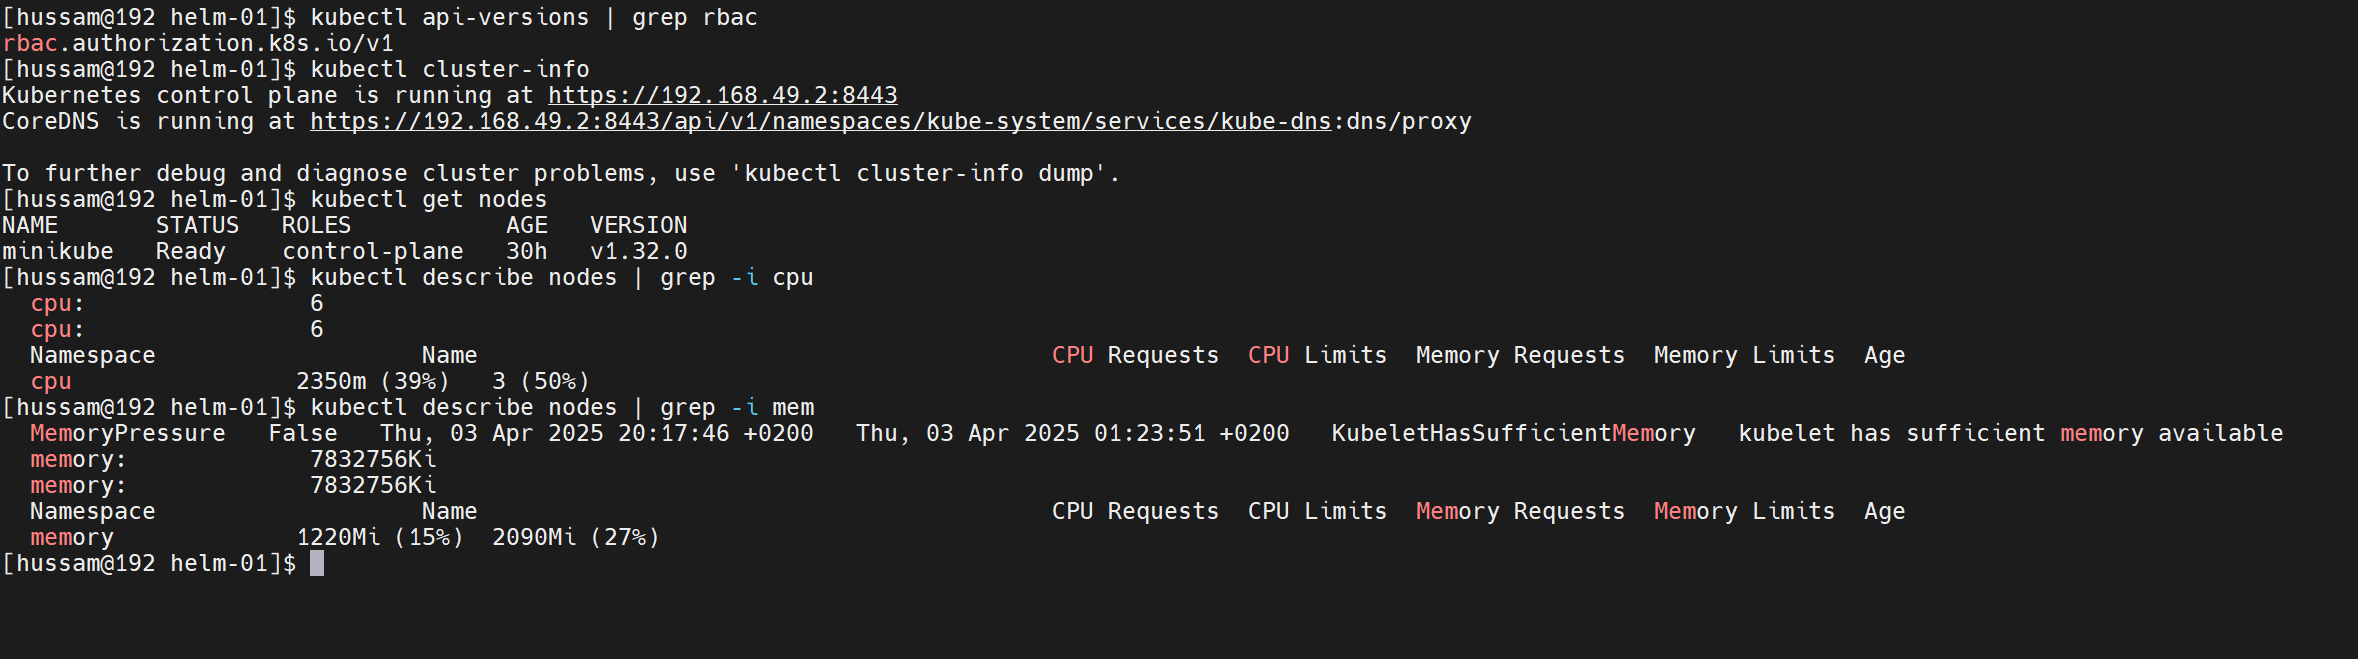 [hussam@192 helm-01]$ kubectl api-versions | grep rbac
rbac.authorization.k8s.io/v1
[hussam@192 helm-01]$ kubectl cluster-info
Kubernetes control plane is running at https://192.168.49.2:8443
CoreDNS is running at https://192.168.49.2:8443/api/v1/namespaces/kube-system/services/kube-dns:dns/proxy

To further debug and diagnose cluster problems, use 'kubectl cluster-info dump'.
[hussam@192 helm-01]$ kubectl get nodes
NAME       STATUS   ROLES           AGE   VERSION
minikube   Ready    control-plane   30h   v1.32.0
[hussam@192 helm-01]$ kubectl describe nodes | grep -i cpu
  cpu:                6
  cpu:                6
  Namespace                   Name                                         CPU Requests  CPU Limits  Memory Requests  Memory Limits  Age
  cpu                2350m (39%)   3 (50%)
[hussam@192 helm-01]$ kubectl describe nodes | grep -i mem
  MemoryPressure   False   Thu, 03 Apr 2025 20:17:46 +0200   Thu, 03 Apr 2025 01:23:51 +0200   KubeletHasSufficientMemory   kubelet has sufficient memory available
  memory:             7832756Ki
  memory:             7832756Ki
  Namespace                   Name                                         CPU Requests  CPU Limits  Memory Requests  Memory Limits  Age
  memory             1220Mi (15%)  2090Mi (27%)
[hussam@192 helm-01]$